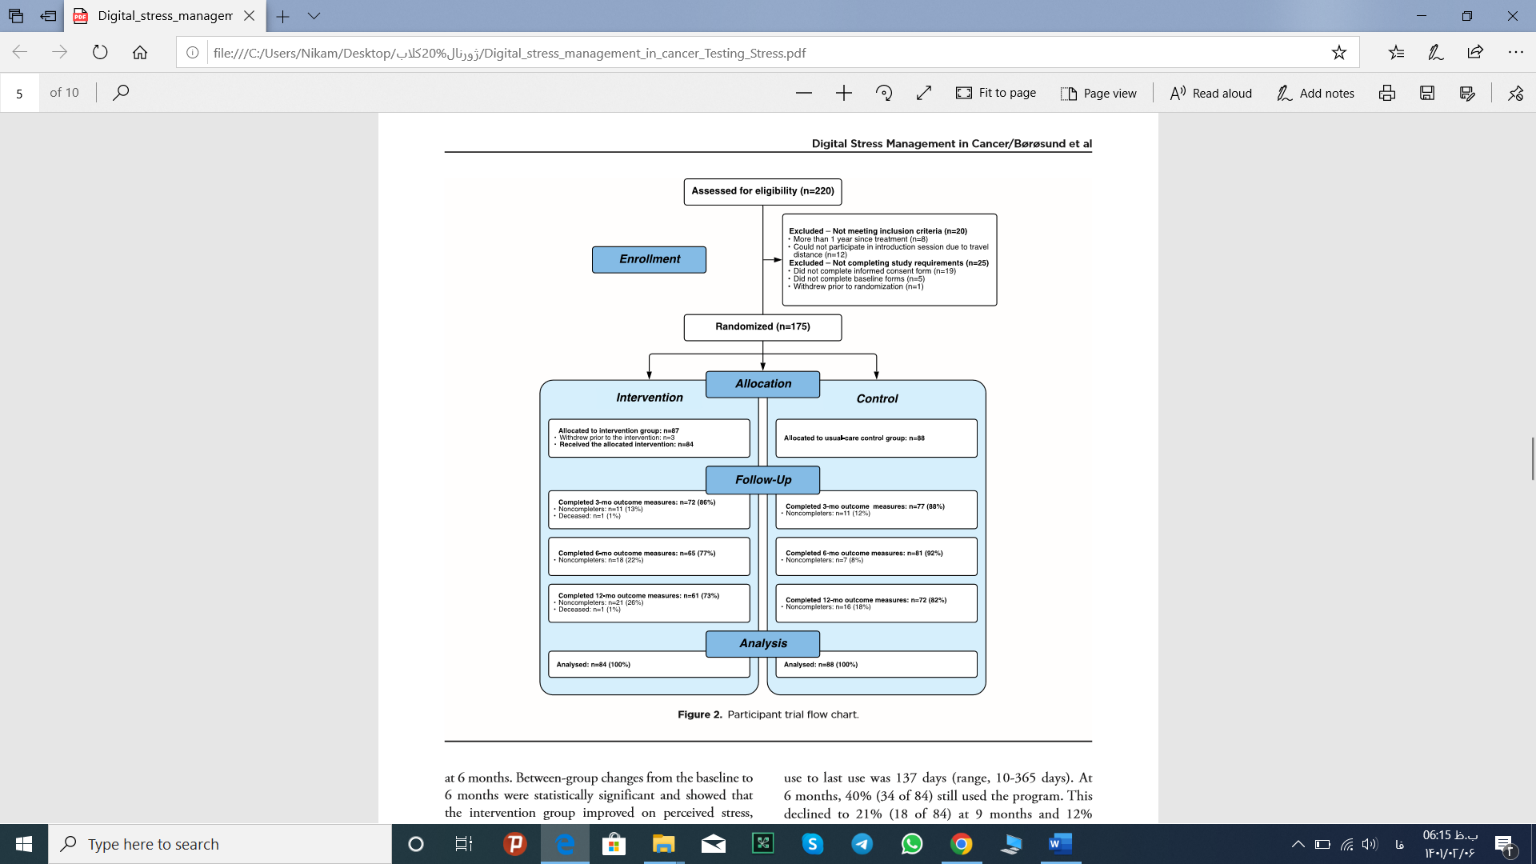 Digital_stress_managem
file:///C:/Users/Nikam/Desktop/ژورنال%20کلاب/Digital_stress_management_in_cancer_Testing_Stress.pdf
5 of 10
Fit to page
Page view
Read aloud
Add notes
Digital Stress Management in Cancer/Børøsund et al
Assessed for eligibility (n=220)
Enrollment
Excluded – Not meeting inclusion criteria (n=20)
• More than 1 year since treatment (n=8)
• Could not participate in introduction session due to travel
distance (n=12)
Excluded – Not completing study requirements (n=25)
• Did not complete informed consent form (n=19)
• Did not complete baseline forms (n=5)
• Withdrew prior to randomization (n=1)
Randomized (n=175)
Allocation
Intervention
Control
Allocated to intervention group: n=87
• Withdrew prior to the intervention: n=3
• Received the allocated intervention: n=84
Allocated to usual-care control group: n=88
Follow-Up
Completed 3-mo outcome measures: n=72 (86%)
• Noncompleters: n=11 (13%)
• Deceased: n=1 (1%)
Completed 3-mo outcome measures: n=77 (88%)
• Noncompleters: n=11 (12%)
Completed 6-mo outcome measures: n=65 (77%)
• Noncompleters: n=18 (22%)
Completed 6-mo outcome measures: n=81 (92%)
• Noncompleters: n=7 (8%)
Completed 12-mo outcome measures: n=61 (73%)
• Noncompleters: n=21 (26%)
• Deceased: n=1 (1%)
Completed 12-mo outcome measures: n=72 (82%)
• Noncompleters: n=16 (18%)
Analysis
Analysed: n=84 (100%)
Analysed: n=88 (100%)
Figure 2. Participant trial flow chart.
at 6 months. Between-group changes from the baseline to
6 months were statistically significant and showed that
the intervention group improved on perceived stress,
use to last use was 137 days (range, 10-365 days). At
6 months, 40% (34 of 84) still used the program. This
declined to 21% (18 of 84) at 9 months and 12%
Type here to search
فا
06:15 ب.ظ
۱۴۰۱/۰۲/۰۶